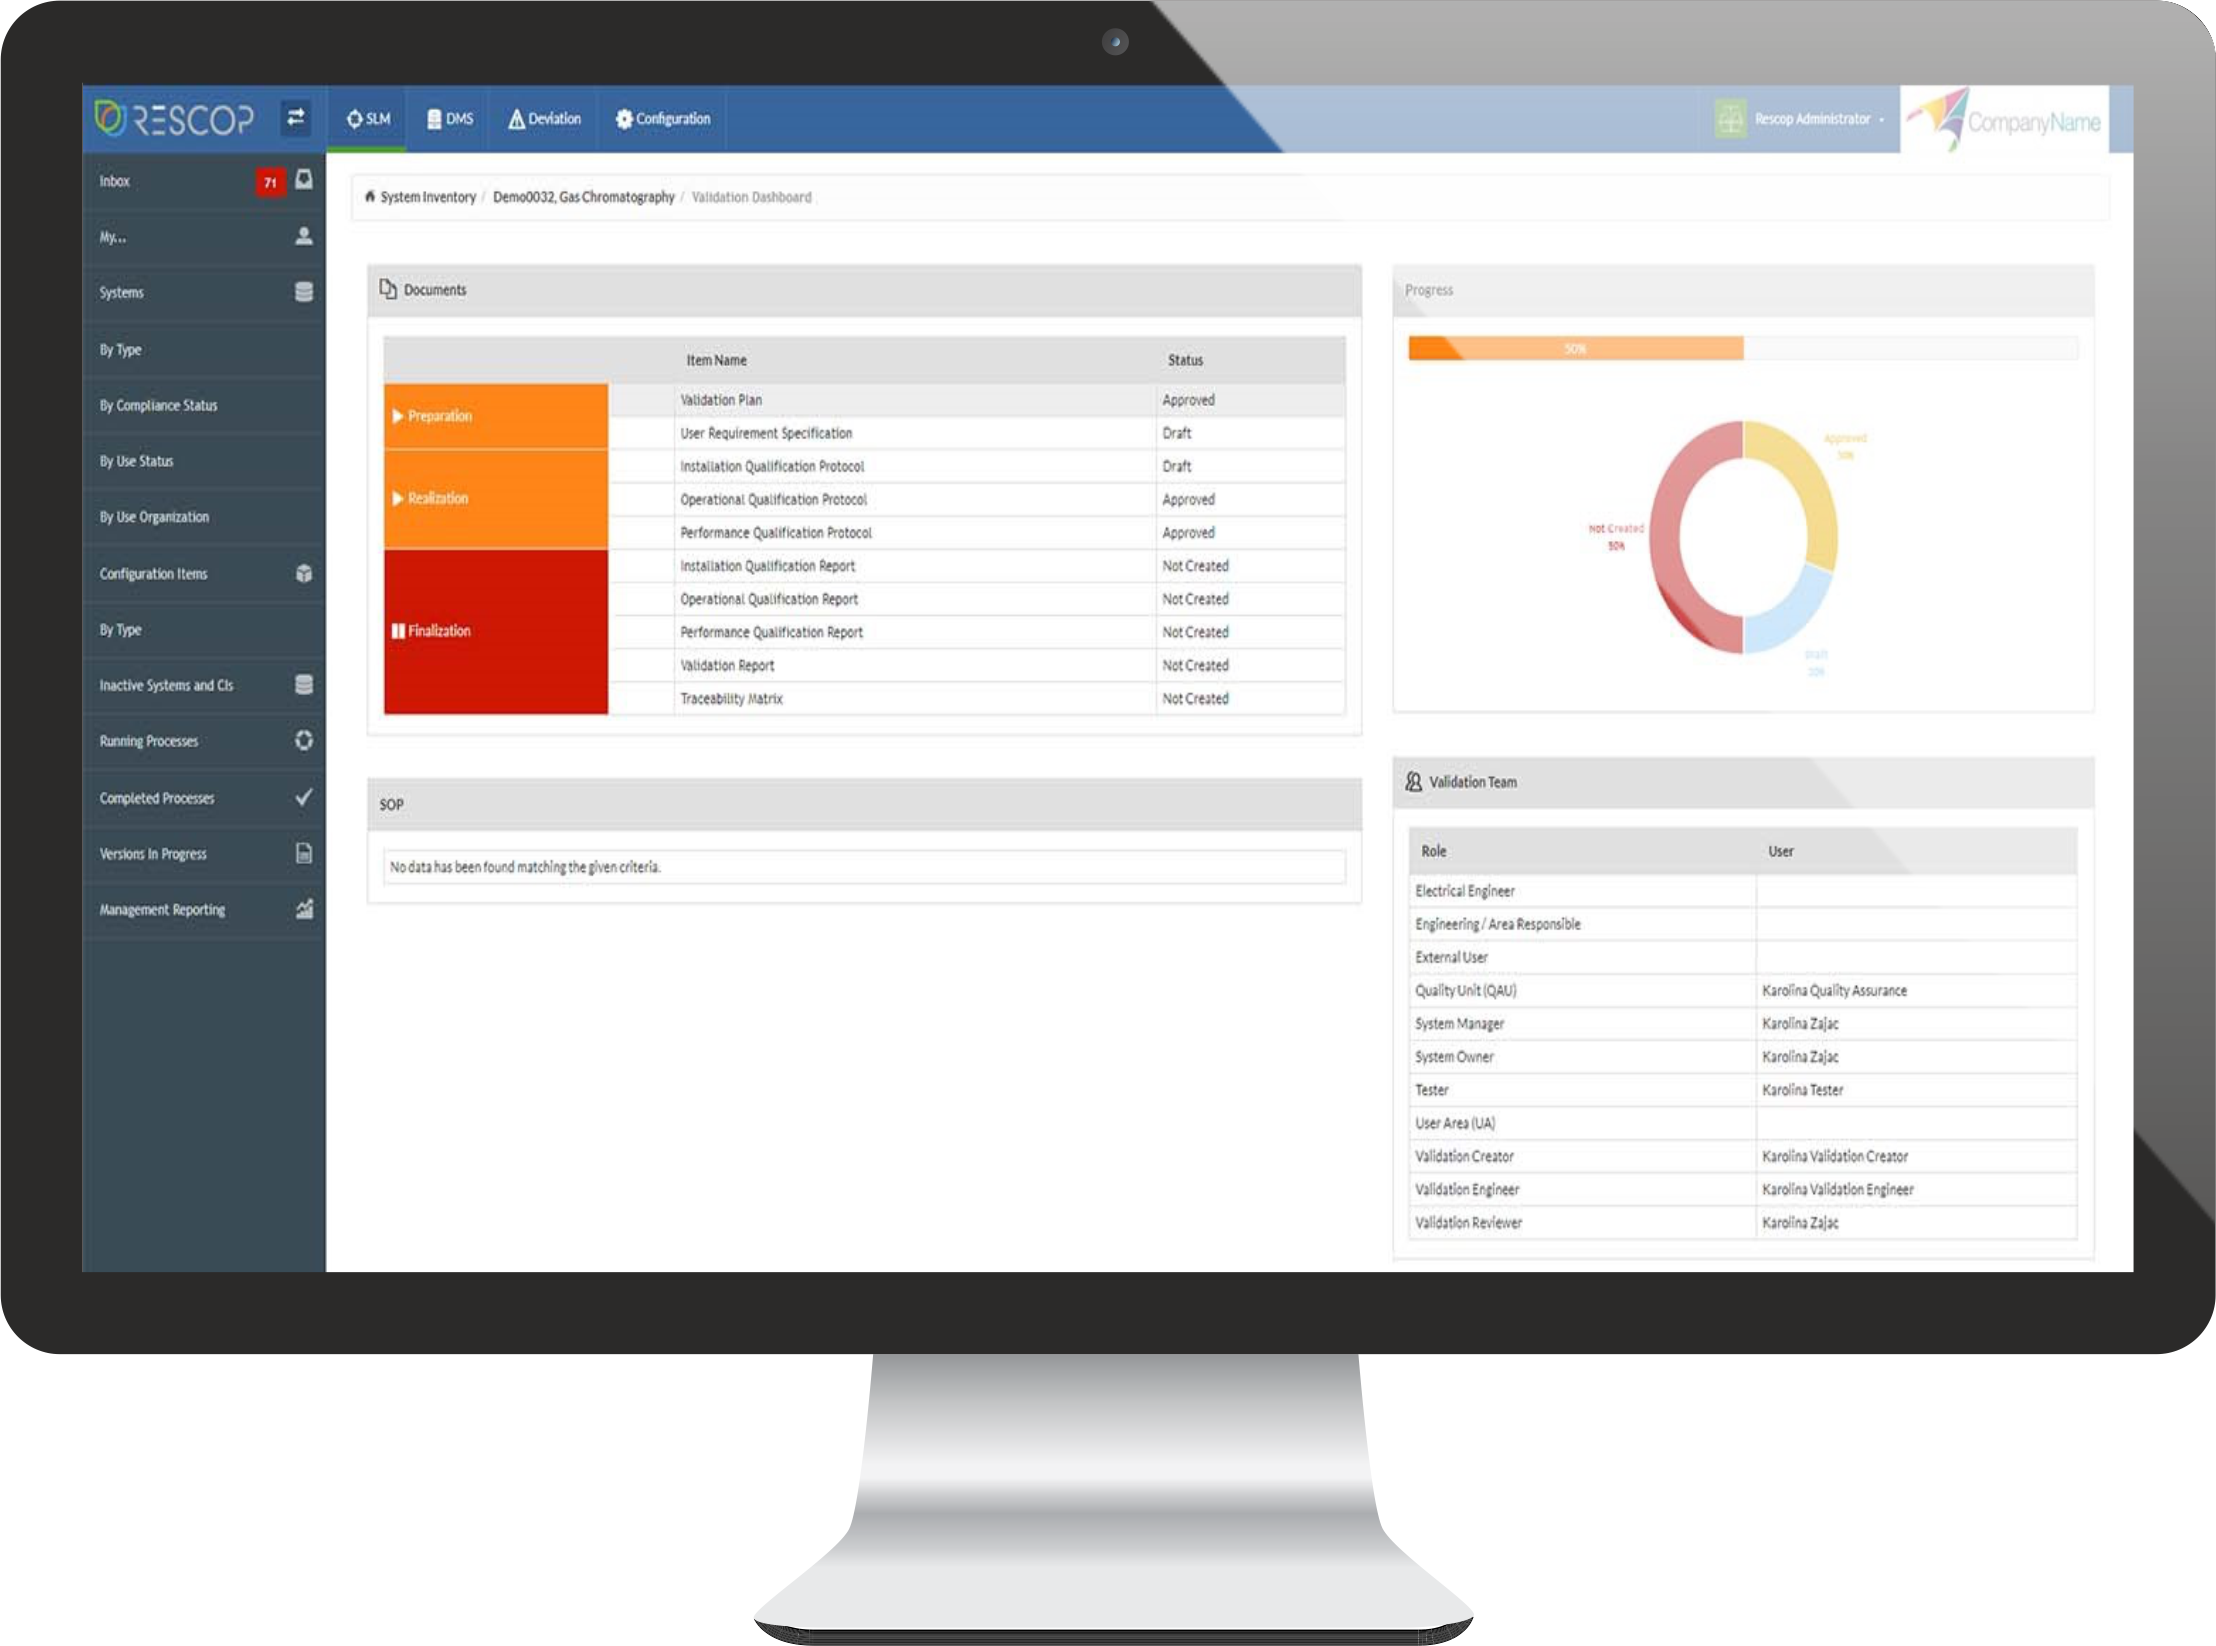 RESCOP
SLM
DMS
Deviation
Configuration
Rescop Administrator
CompanyName
Inbox 71
My...
Systems
By Type
By Compliance Status
By Use Status
By Use Organization
Configuration Items
By Type
Inactive Systems and CIs
Running Processes
Completed Processes
Versions In Progress
Management Reporting
System Inventory / Demo0032, Gas Chromatography / Validation Dashboard
Documents
Item Name Status
Preparation
Validation Plan Approved
User Requirement Specification Draft
Realization
Installation Qualification Protocol Draft
Operational Qualification Protocol Approved
Performance Qualification Protocol Approved
Finalization
Installation Qualification Report Not Created
Operational Qualification Report Not Created
Performance Qualification Report Not Created
Validation Report Not Created
Traceability Matrix Not Created
SOP
No data has been found matching the given criteria.
Progress
50%
Approved
30%
Not Created
50%
Draft
20%
Validation Team
Role User
Electrical Engineer
Engineering / Area Responsible
External User
Quality Unit (QAU) Karolina Quality Assurance
System Manager Karolina Zajac
System Owner Karolina Zajac
Tester Karolina Tester
User Area (UA)
Validation Creator Karolina Validation Creator
Validation Engineer Karolina Validation Engineer
Validation Reviewer Karolina Zajac